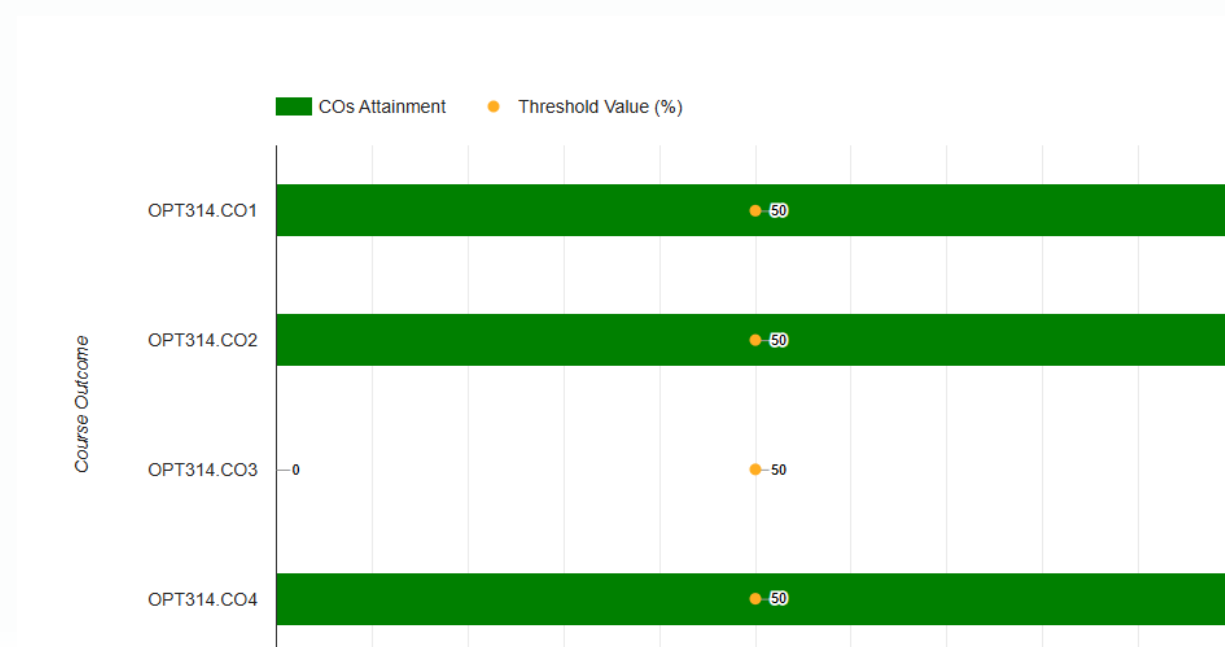 COs Attainment Threshold Value (%)
OPT314.CO1 50
OPT314.CO2 50
Course Outcome
OPT314.CO3 0 50
OPT314.CO4 50